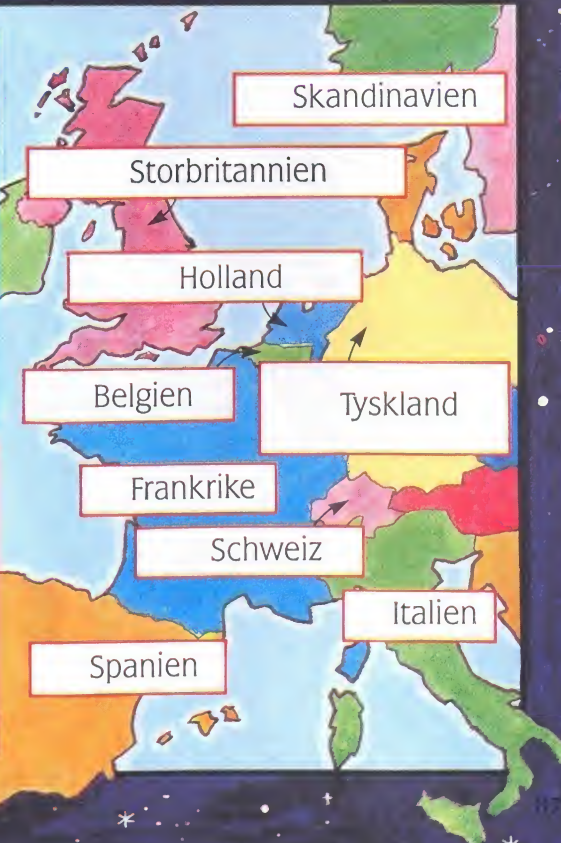 Skandinavien
Storbritannien
Holland
Belgien
Tyskland
Frankrike
Schweiz
Italien
Spanien